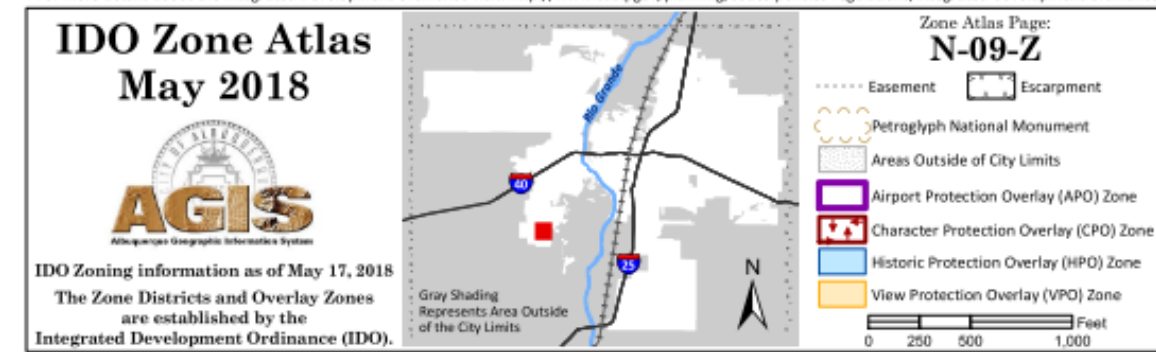 IDO Zone Atlas
May 2018
CITY OF ALBUQUERQUE
AGIS
Albuquerque Geographic Information System
IDO Zoning information as of May 17, 2018
The Zone Districts and Overlay Zones
are established by the
Integrated Development Ordinance (IDO).
Rio Grande
40
25
N
Gray Shading
Represents Area Outside
of the City Limits
Zone Atlas Page:
N-09-Z
Easement
Escarpment
Petroglyph National Monument
Areas Outside of City Limits
Airport Protection Overlay (APO) Zone
Character Protection Overlay (CPO) Zone
Historic Protection Overlay (HPO) Zone
View Protection Overlay (VPO) Zone
Feet
0 250 500 1,000